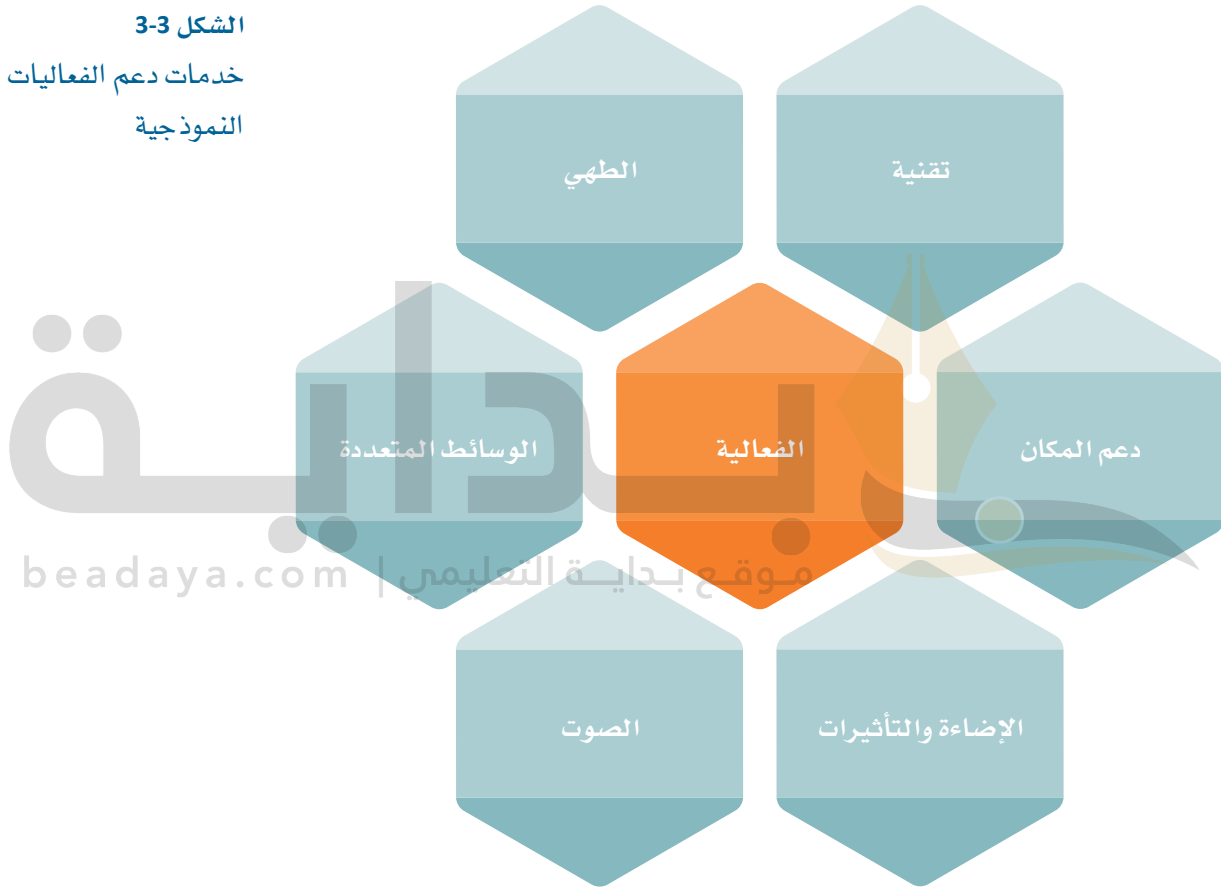 الشكل 3-3
خدمات دعم الفعاليات
النموذجية
تقنية
الطهي
دعم المكان
الفعالية
الوسائط المتعددة
بداية
موقع بداية التعليمي | beadaya.com
الإضاءة والتأثيرات
الصوت